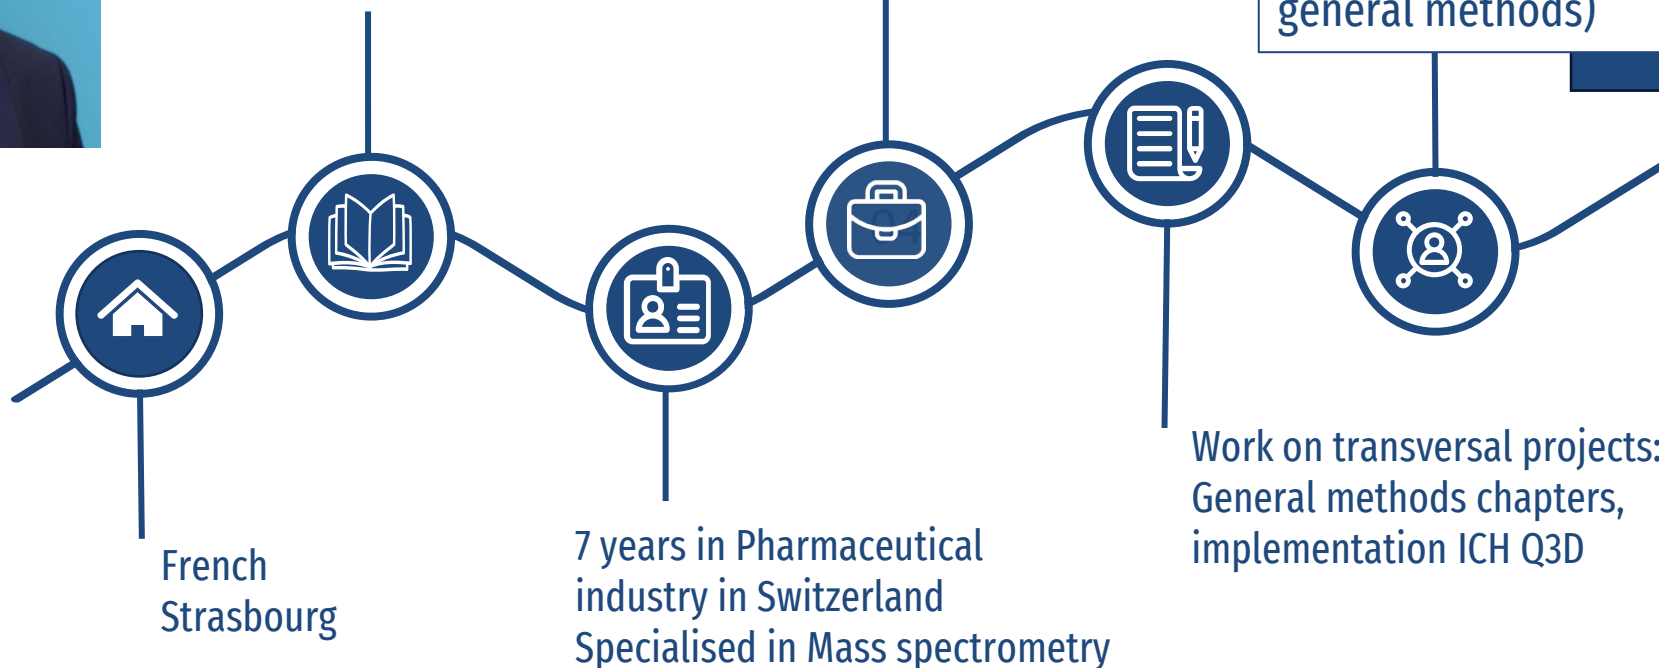 general methods)
04
Work on transversal projects:
General methods chapters,
implementation ICH Q3D
7 years in Pharmaceutical
industry in Switzerland
Specialised in Mass spectrometry
French
Strasbourg